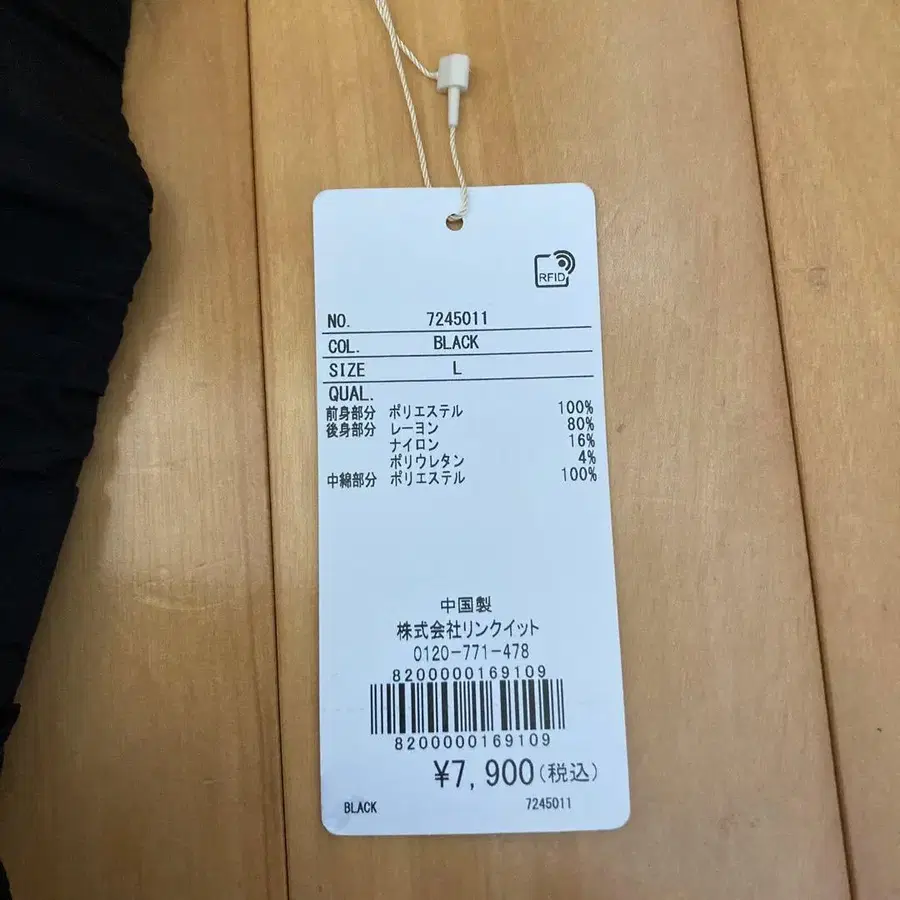 RFID
NO. 7245011
COL. BLACK
SIZE L
QUAL.
前身部分 ポリエステル 100%
後身部分 レーヨン 80%
ナイロン 16%
ポリウレタン 4%
中綿部分 ポリエステル 100%
中国製
株式会社リンクイット
0120-771-478
8200000169109
8200000169109
¥7,900(税込)
BLACK 7245011